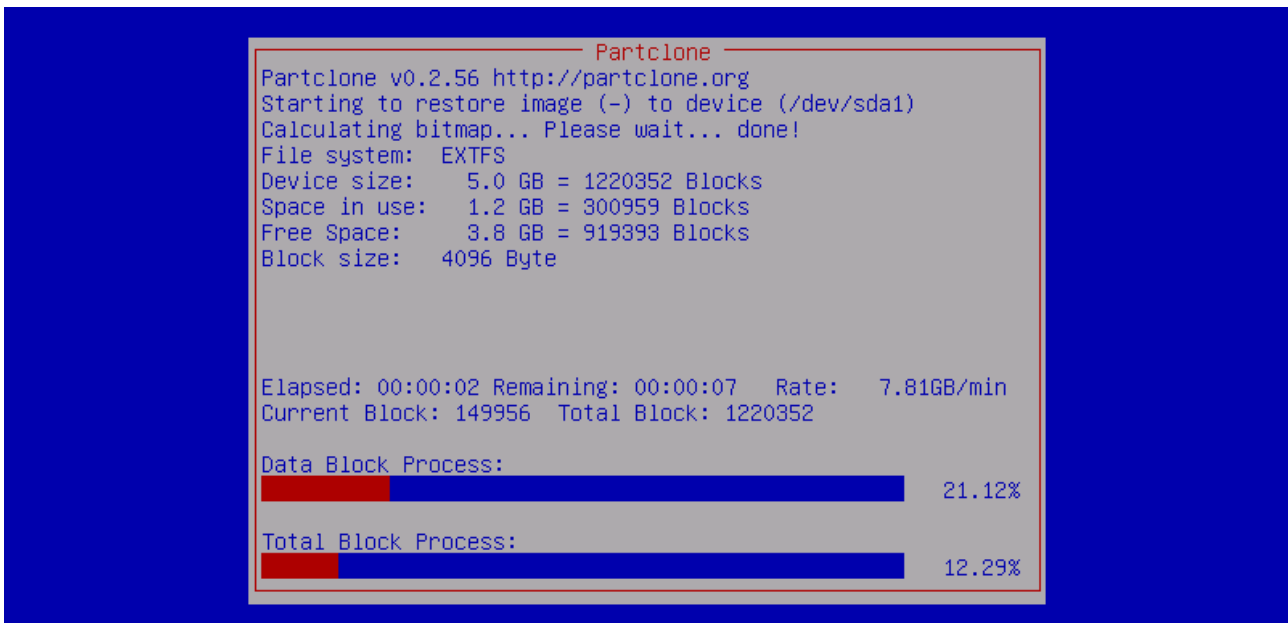 Partclone
Partclone v0.2.56 http://partclone.org
Starting to restore image (-) to device (/dev/sda1)
Calculating bitmap... Please wait... done!
File system:  EXTFS
Device size:    5.0 GB = 1220352 Blocks
Space in use:   1.2 GB = 300959 Blocks
Free Space:     3.8 GB = 919393 Blocks
Block size:   4096 Byte
Elapsed: 00:00:02 Remaining: 00:00:07   Rate:   7.81GB/min
Current Block: 149956  Total Block: 1220352
Data Block Process:
21.12%
Total Block Process:
12.29%